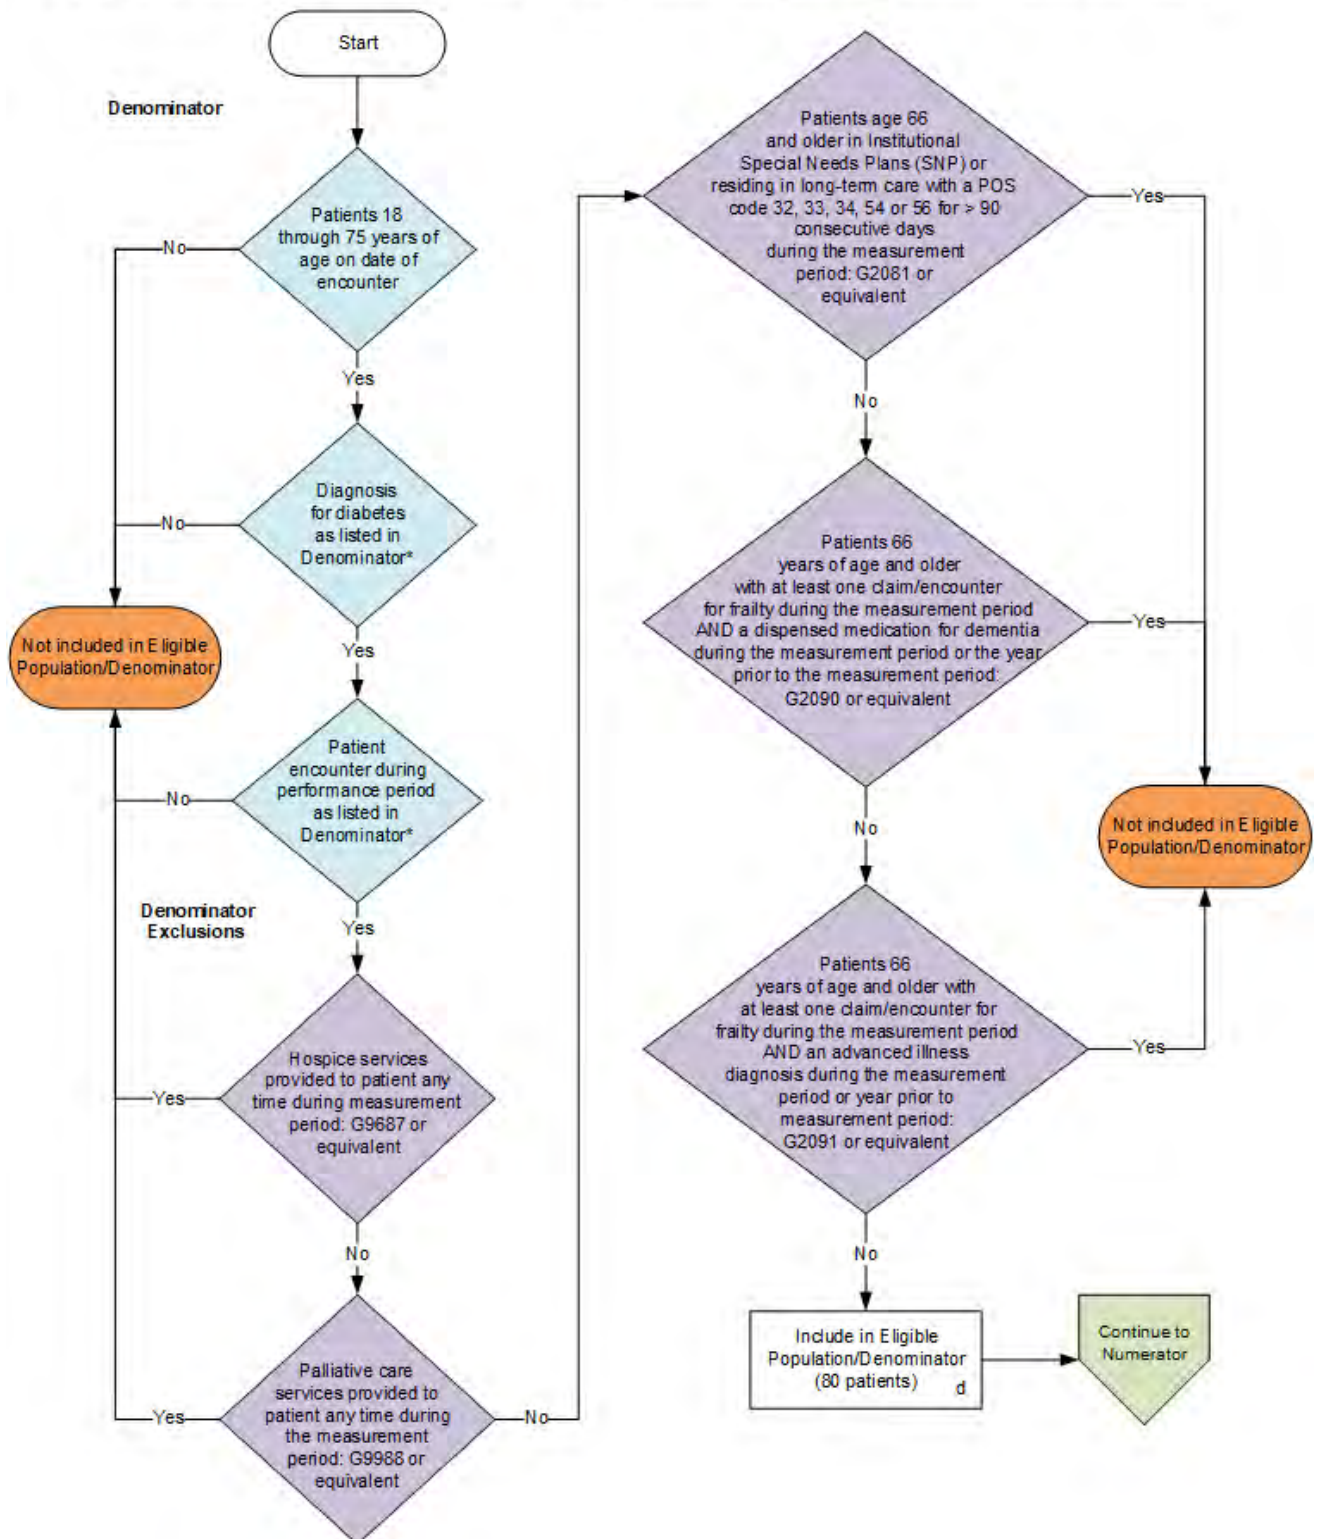 Start
Denominator
Patients 18
through 75 years of
age on date of
encounter
No
Yes
Diagnosis
for diabetes
as listed in
Denominator*
No
Not included in Eligible
Population/Denominator
Yes
Patient
encounter during
performance period
as listed in
Denominator*
No
Denominator
Exclusions
Yes
Hospice services
provided to patient any
time during measurement
period: G9687 or
equivalent
Yes
No
Palliative care
services provided to
patient any time during
the measurement
period: G9988 or
equivalent
Yes
No
Patients age 66
and older in Institutional
Special Needs Plans (SNP) or
residing in long-term care with a POS
code 32, 33, 34, 54 or 56 for > 90
consecutive days
during the measurement
period: G2081 or
equivalent
Yes
No
Patients 66
years of age and older
with at least one claim/encounter
for frailty during the measurement period
AND a dispensed medication for dementia
during the measurement period or the year
prior to the measurement period:
G2090 or equivalent
Yes
No
Not included in Eligible
Population/Denominator
Patients 66
years of age and older with
at least one claim/encounter for
frailty during the measurement period
AND an advanced illness
diagnosis during the measurement
period or year prior to
measurement period:
G2091 or equivalent
Yes
No
Include in Eligible
Population/Denominator
(80 patients) d
Continue to
Numerator